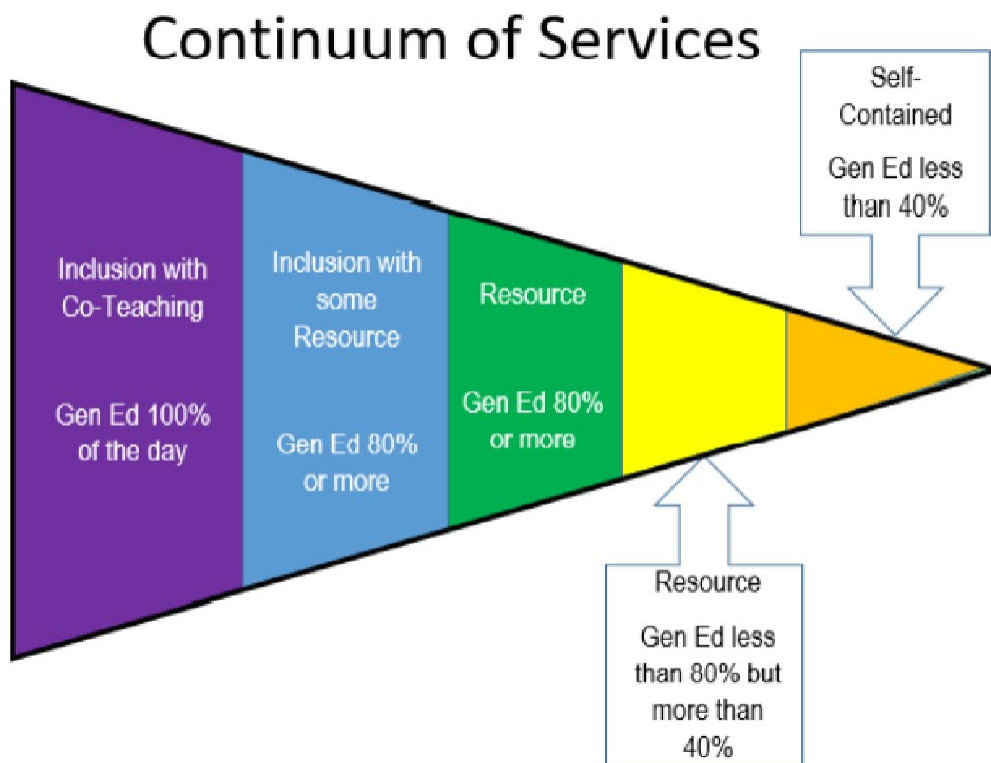 Continuum of Services
Self-
Contained
Gen Ed less
than 40%
Inclusion with
Co-Teaching
Gen Ed 100%
of the day
Inclusion with
some
Resource
Gen Ed 80%
or more
Resource
Gen Ed 80%
or more
Resource
Gen Ed less
than 80% but
more than
40%